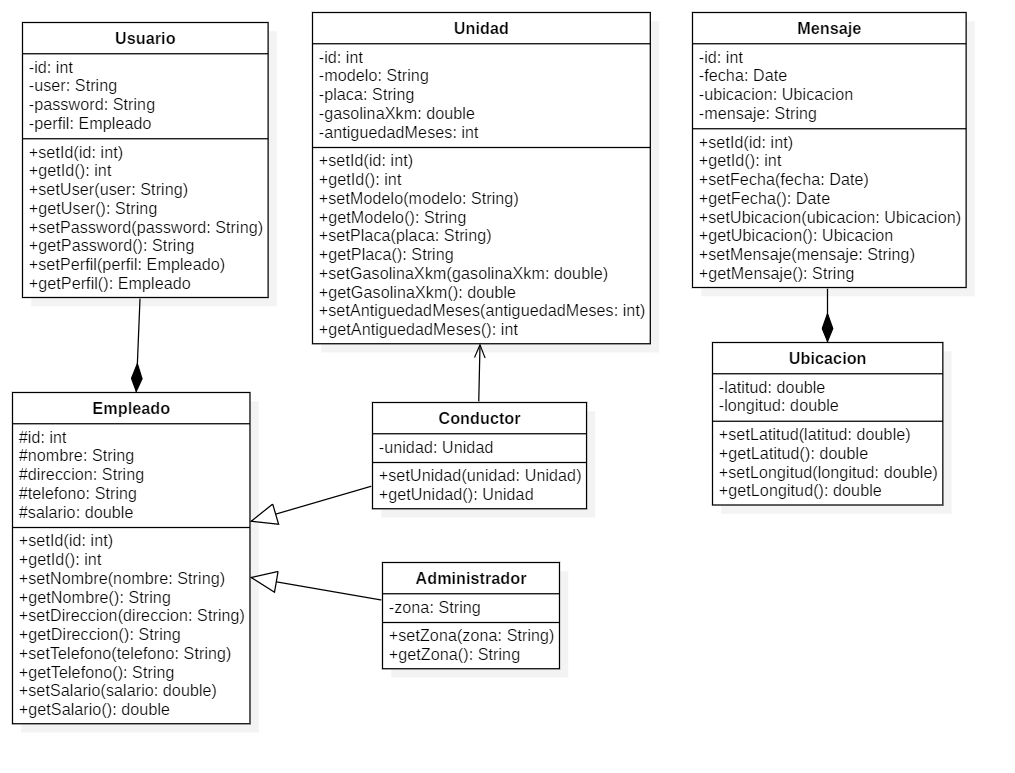 Usuario
-id: int
-user: String
-password: String
-perfil: Empleado
+setId(id: int)
+getId(): int
+setUser(user: String)
+getUser(): String
+setPassword(password: String)
+getPassword(): String
+setPerfil(perfil: Empleado)
+getPerfil(): Empleado
Unidad
-id: int
-modelo: String
-placa: String
-gasolinaXkm: double
-antiguedadMeses: int
+setId(id: int)
+getId(): int
+setModelo(modelo: String)
+getModelo(): String
+setPlaca(placa: String)
+getPlaca(): String
+setGasolinaXkm(gasolinaXkm: double)
+getGasolinaXkm(): double
+setAntiguedadMeses(antiguedadMeses: int)
+getAntiguedadMeses(): int
Mensaje
-id: int
-fecha: Date
-ubicacion: Ubicacion
-mensaje: String
+setId(id: int)
+getId(): int
+setFecha(fecha: Date)
+getFecha(): Date
+setUbicacion(ubicacion: Ubicacion)
+getUbicacion(): Ubicacion
+setMensaje(mensaje: String)
+getMensaje(): String
Empleado
#id: int
#nombre: String
#direccion: String
#telefono: String
#salario: double
+setId(id: int)
+getId(): int
+setNombre(nombre: String)
+getNombre(): String
+setDireccion(direccion: String)
+getDireccion(): String
+setTelefono(telefono: String)
+getTelefono(): String
+setSalario(salario: double)
+getSalario(): double
Conductor
-unidad: Unidad
+setUnidad(unidad: Unidad)
+getUnidad(): Unidad
Administrador
-zona: String
+setZona(zona: String)
+getZona(): String
Ubicacion
-latitud: double
-longitud: double
+setLatitud(latitud: double)
+getLatitud(): double
+setLongitud(longitud: double)
+getLongitud(): double